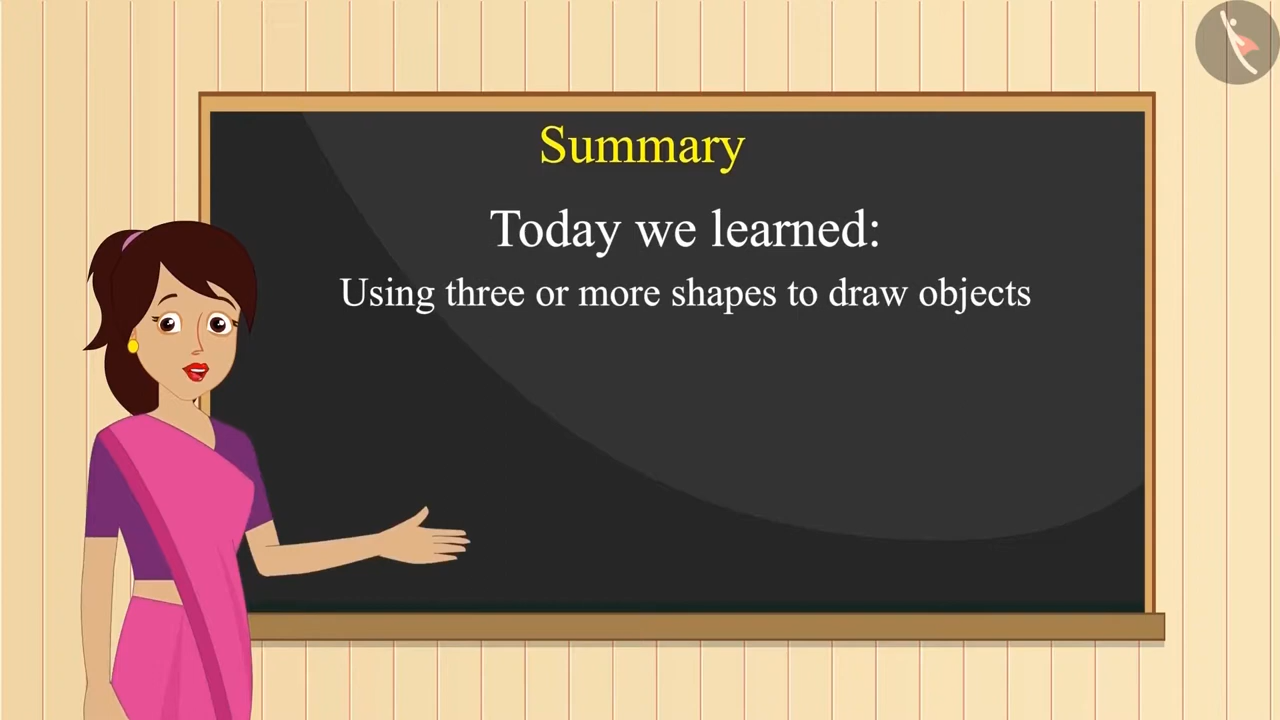 Summary
Today we learned:
Using three or more shapes to draw objects